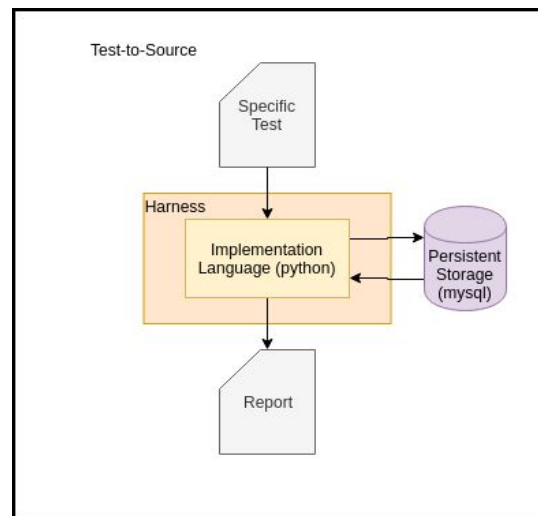 Test-to-Source
Specific
Test
Harness
Implementation
Language (python)
Persistent
Storage
(mysql)
Report